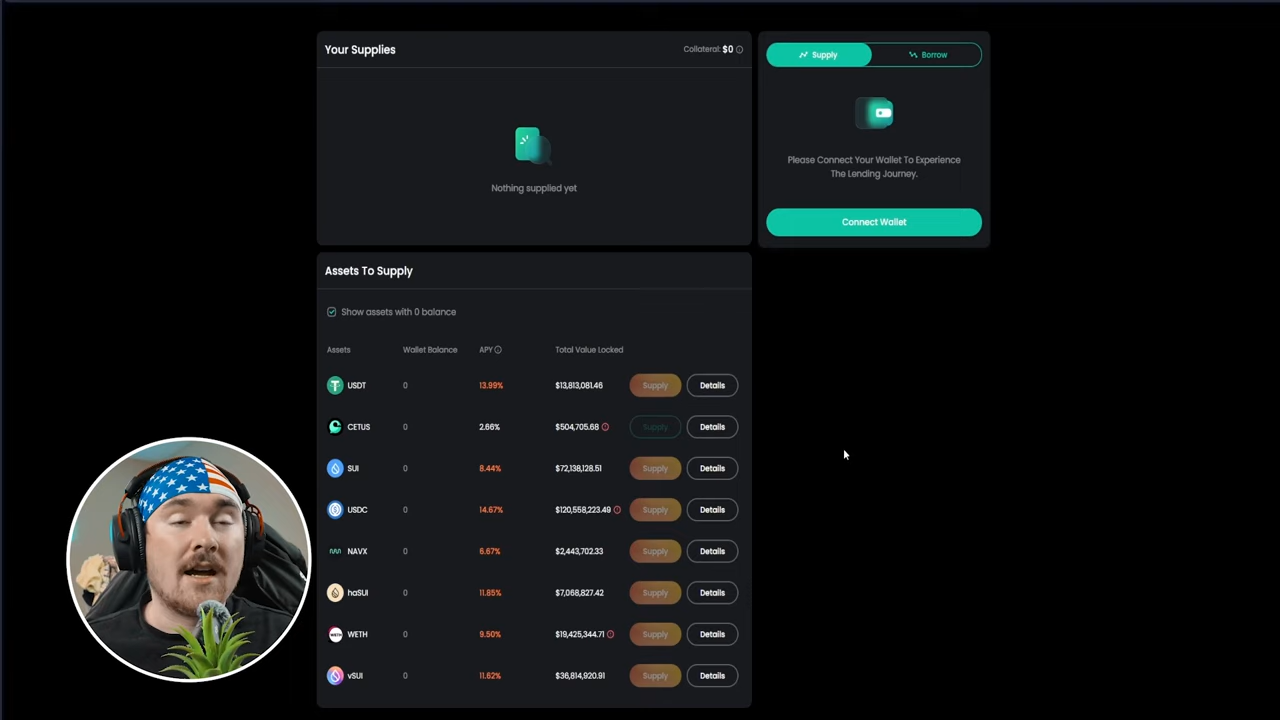 Your Supplies
Collateral: $0
Nothing supplied yet
Supply
Borrow
Please Connect Your Wallet To Experience
The Lending Journey.
Connect Wallet
Assets To Supply
Show assets with 0 balance
Assets Wallet Balance APY Total Value Locked
USDT 0 13.99% $13,813,081.46 Supply Details
CETUS 0 2.66% $504,705.68 Supply Details
SUI 0 8.44% $72,138,128.51 Supply Details
USDC 0 14.67% $120,558,223.49 Supply Details
NAVX 0 6.67% $2,443,702.33 Supply Details
haSUI 0 11.85% $7,068,827.42 Supply Details
WETH 0 9.50% $19,425,344.71 Supply Details
vSUI 0 11.62% $36,814,920.91 Supply Details